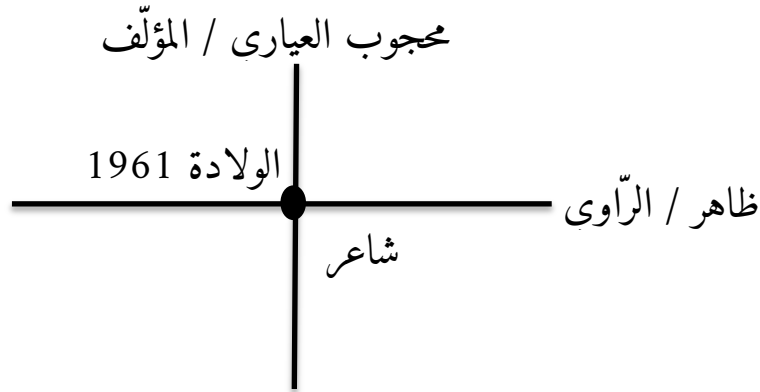 محجوب العياري / المؤلّف
الولادة 1961
ظاهر / الرّاوي
شاعر